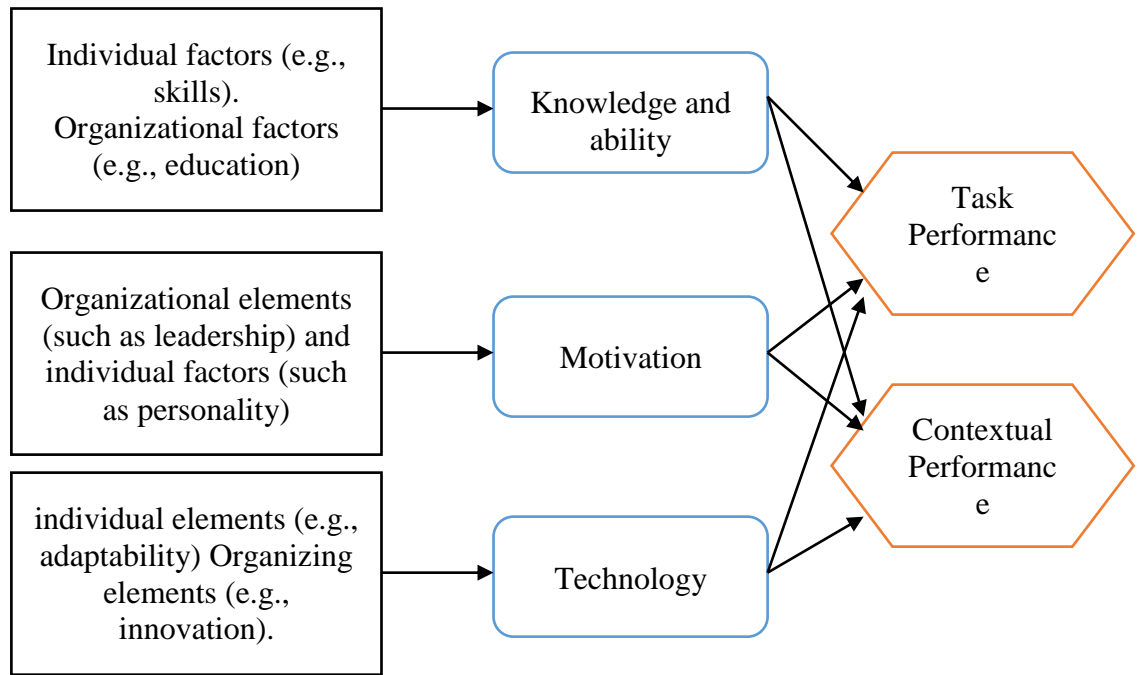 Individual factors (e.g.,
skills).
Organizational factors
(e.g., education)
Knowledge and
ability
Task
Performanc
e
Organizational elements
(such as leadership) and
individual factors (such
as personality)
Motivation
Contextual
Performanc
e
individual elements (e.g.,
adaptability) Organizing
elements (e.g.,
innovation).
Technology